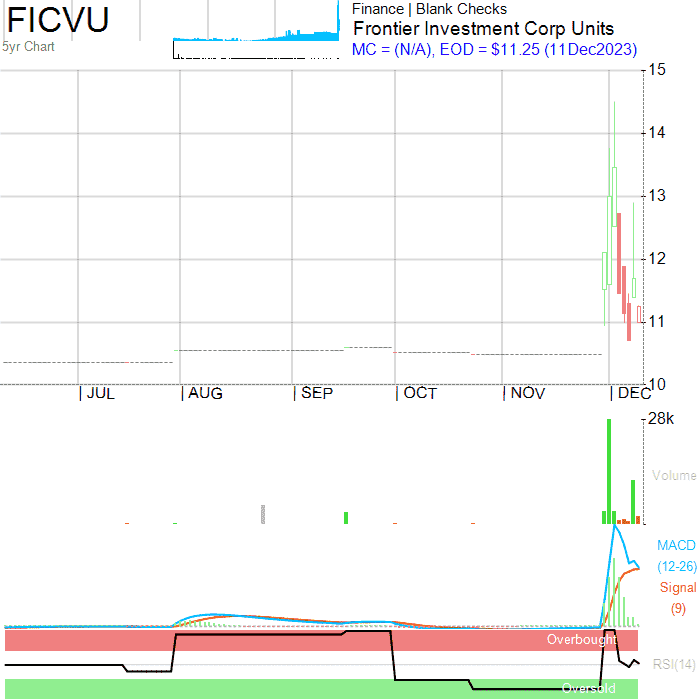 FICVU
5yr Chart
Finance | Blank Checks
Frontier Investment Corp Units
MC = (N/A), EOD = $11.25 (11Dec2023)
15
14
13
12
11
10
| JUL | AUG | SEP | OCT | NOV | DEC
28k
Volume
MACD
(12-26)
Signal
(9)
Overbought
RSI(14)
Oversold